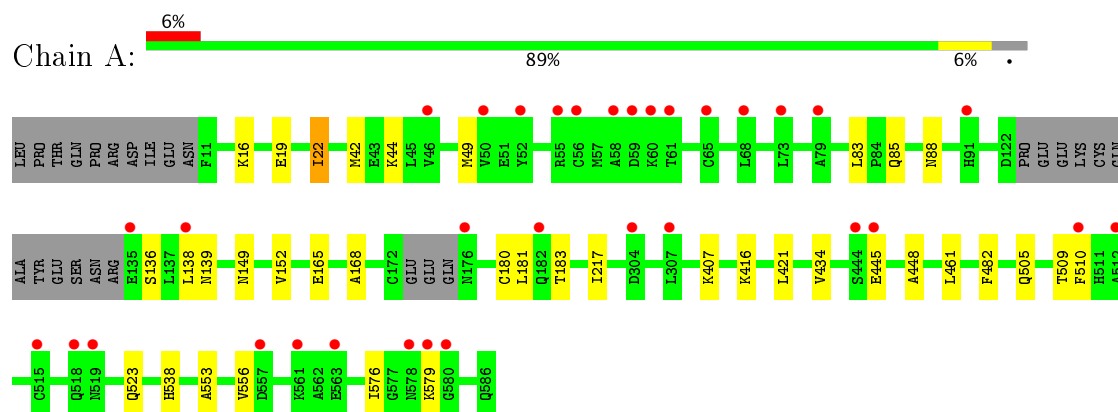 6%
Chain A:
89% 6% •
LEU PRO THR GLN PRO ARG ASP ILE GLU ASN F11 K16 E19 I22 M42 E43 K44 L45 V46 M49 V50 E51 Y52 R55 C56 M57 A58 D59 K60 T61 C65 L68 L73 A79 L83 P84 Q85 N88 H91 D122 PRO GLU GLU LYS CYS GLN
ALA TYR GLU SER ASN ARG E135 S136 L137 L138 N139 N149 V152 E165 A168 C172 GLU GLU GLN N176 C180 L181 Q182 T183 I217 D304 L307 K407 K416 L421 V434 S444 E445 A448 L461 F482 Q505 T509 F510 H511 A512
C515 Q518 N519 Q523 H538 A553 V556 D557 K561 A562 E563 I576 G577 N578 K579 G580 Q586